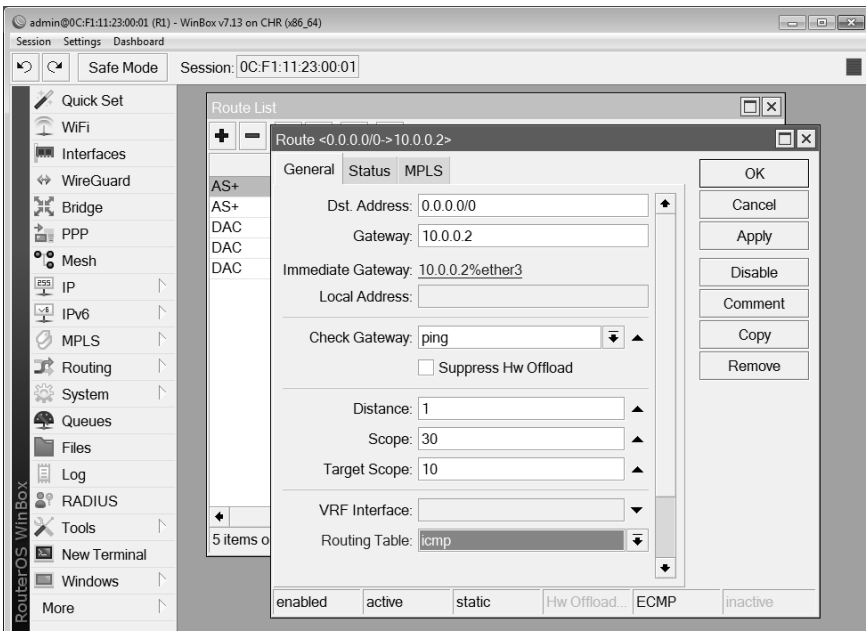 admin@0C:F1:11:23:00:01 (R1) - WinBox v7.13 on CHR (x86_64)
Session Settings Dashboard
Safe Mode Session: 0C:F1:11:23:00:01
Quick Set
WiFi
Interfaces
WireGuard
Bridge
PPP
Mesh
IP
IPv6
MPLS
Routing
System
Queues
Files
Log
RADIUS
Tools
New Terminal
Windows
More
RouterOS WinBox
Route List
AS+
AS+
DAC
DAC
DAC
5 items o
Route <0.0.0.0/0->10.0.0.2>
General Status MPLS
Dst. Address: 0.0.0.0/0
Gateway: 10.0.0.2
Immediate Gateway: 10.0.0.2%ether3
Local Address:
Check Gateway: ping
Suppress Hw Offload
Distance: 1
Scope: 30
Target Scope: 10
VRF Interface:
Routing Table: icmp
OK
Cancel
Apply
Disable
Comment
Copy
Remove
enabled active static Hw Offload... ECMP inactive